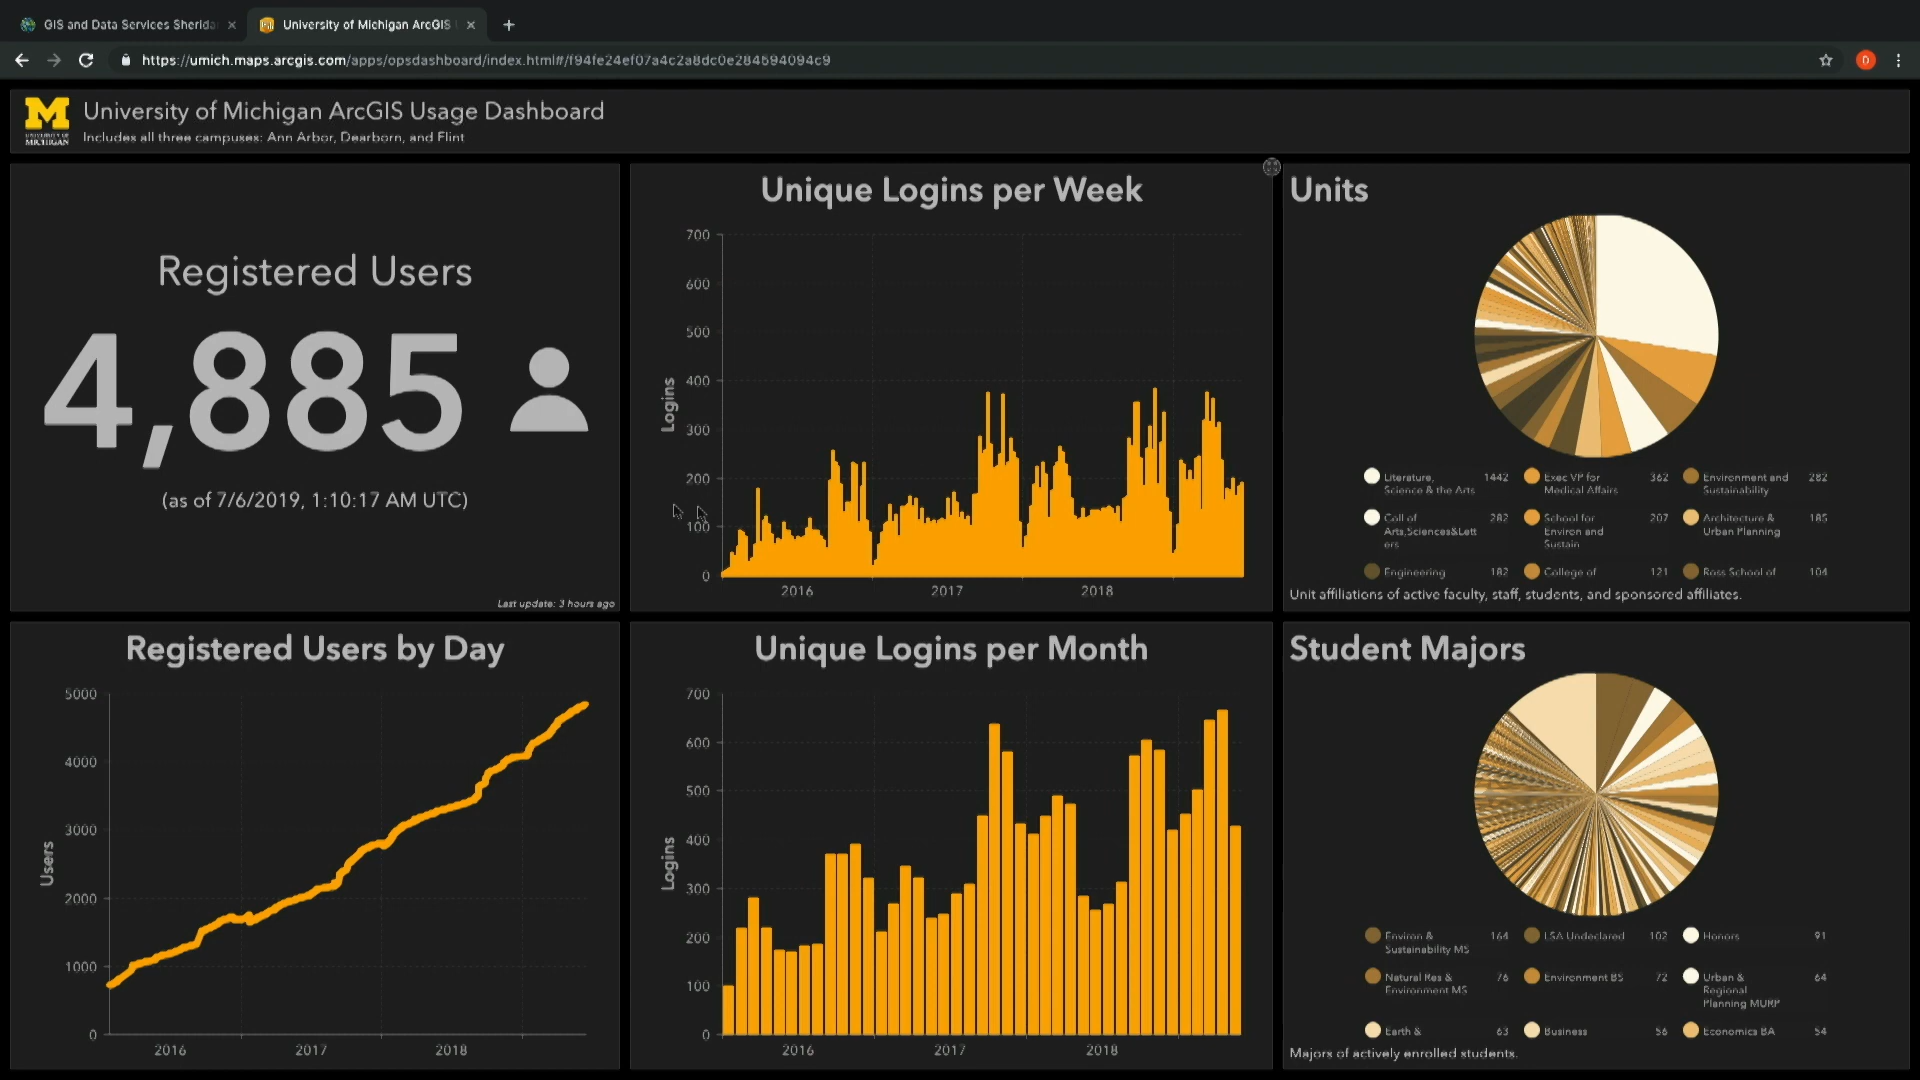 GIS and Data Services Sherida
University of Michigan ArcGIS
https://umich.maps.arcgis.com/apps/opsdashboard/index.html#/f94fe24ef07a4c2a8dc0e284594094c9
D
M
UNIVERSITY OF
MICHIGAN
University of Michigan ArcGIS Usage Dashboard
Includes all three campuses: Ann Arbor, Dearborn, and Flint
Registered Users
4,885
(as of 7/6/2019, 1:10:17 AM UTC)
Last update: 3 hours ago
Unique Logins per Week
Logins
700
600
500
400
300
200
100
0
2016 2017 2018
Units
Literature, Science & the Arts 1442
Exec VP for Medical Affairs 362
Environment and Sustainability 282
Coll of Arts,Sciences&Letters 282
School for Environ and Sustain 207
Architecture & Urban Planning 185
Engineering 182
College of 121
Ross School of 104
Unit affiliations of active faculty, staff, students, and sponsored affiliates.
Registered Users by Day
Users
5000
4000
3000
2000
1000
0
2016 2017 2018
Unique Logins per Month
Logins
700
600
500
400
300
200
100
0
2016 2017 2018
Student Majors
Environ & Sustainability MS 164
LSA Undeclared 102
Honors 91
Natural Res & Environment MS 76
Environment BS 72
Urban & Regional Planning MURP 64
Earth & 63
Business 56
Economics BA 54
Majors of actively enrolled students.